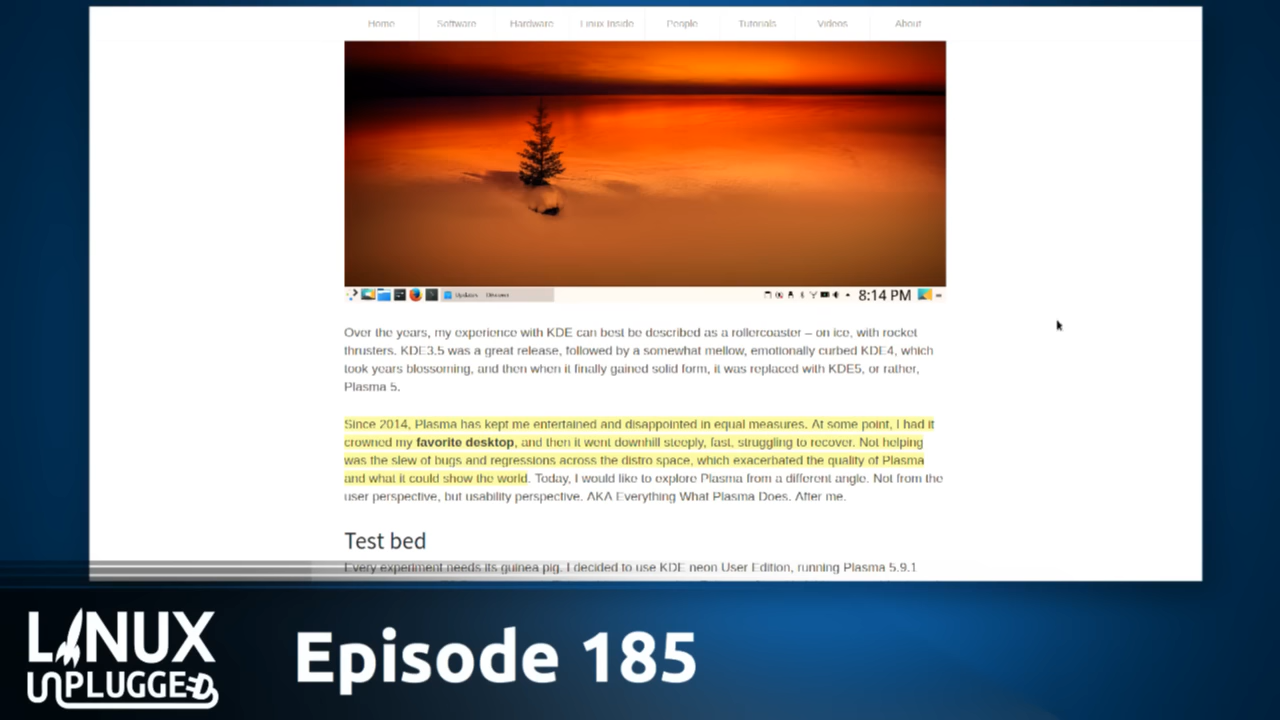 Home Software Hardware Linux Inside People Tutorials Videos About
Updates Discover 8:14 PM
Over the years, my experience with KDE can best be described as a rollercoaster – on ice, with rocket
thrusters. KDE3.5 was a great release, followed by a somewhat mellow, emotionally curbed KDE4, which
took years blossoming, and then when it finally gained solid form, it was replaced with KDE5, or rather,
Plasma 5.
Since 2014, Plasma has kept me entertained and disappointed in equal measures. At some point, I had it
crowned my favorite desktop, and then it went downhill steeply, fast, struggling to recover. Not helping
was the slew of bugs and regressions across the distro space, which exacerbated the quality of Plasma
and what it could show the world. Today, I would like to explore Plasma from a different angle. Not from the
user perspective, but usability perspective. AKA Everything What Plasma Does. After me.
Test bed
Every experiment needs its guinea pig. I decided to use KDE neon User Edition, running Plasma 5.9.1
LINUX
UNPLUGGED
Episode 185